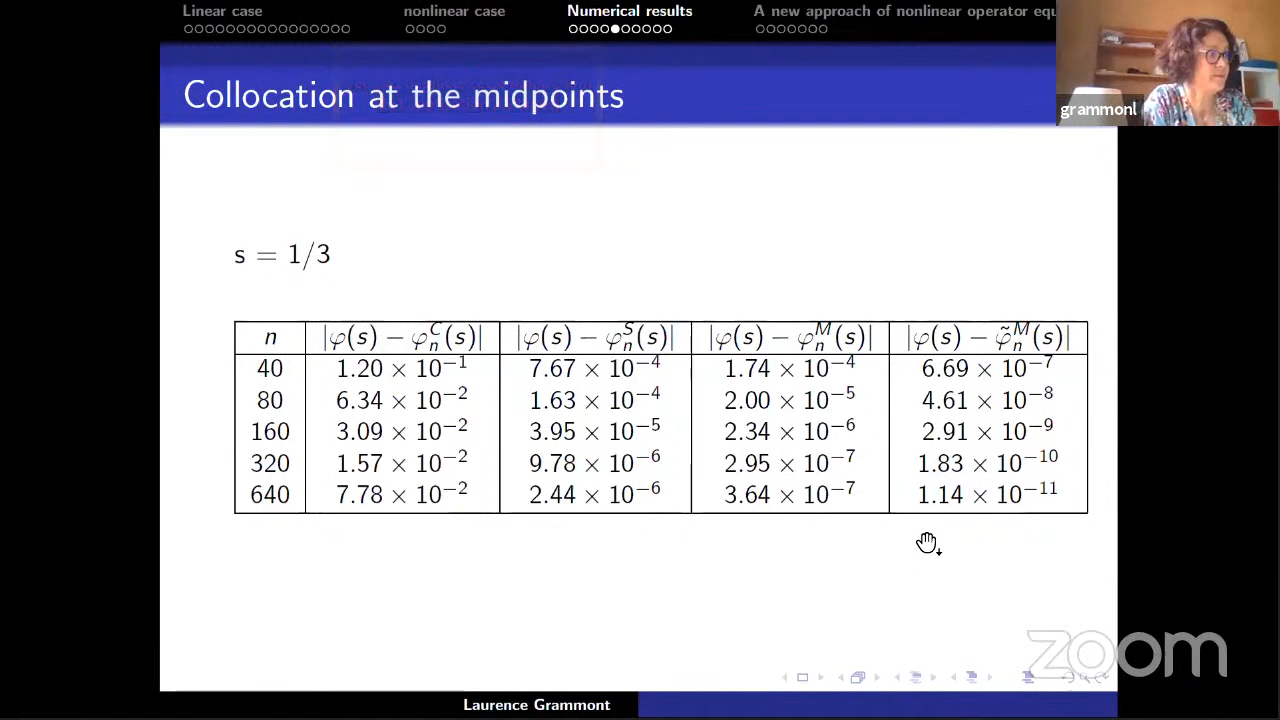 Linear case nonlinear case Numerical results A new approach of nonlinear operator equ
Collocation at the midpoints
grammonl
s = 1/3
n |φ(s) − φₙᶜ(s)| |φ(s) − φₙˢ(s)| |φ(s) − φₙᴹ(s)| |φ(s) − φ̃ₙᴹ(s)|
40 1.20 × 10⁻¹ 7.67 × 10⁻⁴ 1.74 × 10⁻⁴ 6.69 × 10⁻⁷
80 6.34 × 10⁻² 1.63 × 10⁻⁴ 2.00 × 10⁻⁵ 4.61 × 10⁻⁸
160 3.09 × 10⁻² 3.95 × 10⁻⁵ 2.34 × 10⁻⁶ 2.91 × 10⁻⁹
320 1.57 × 10⁻² 9.78 × 10⁻⁶ 2.95 × 10⁻⁷ 1.83 × 10⁻¹⁰
640 7.78 × 10⁻² 2.44 × 10⁻⁶ 3.64 × 10⁻⁷ 1.14 × 10⁻¹¹
zoom
Laurence Grammont